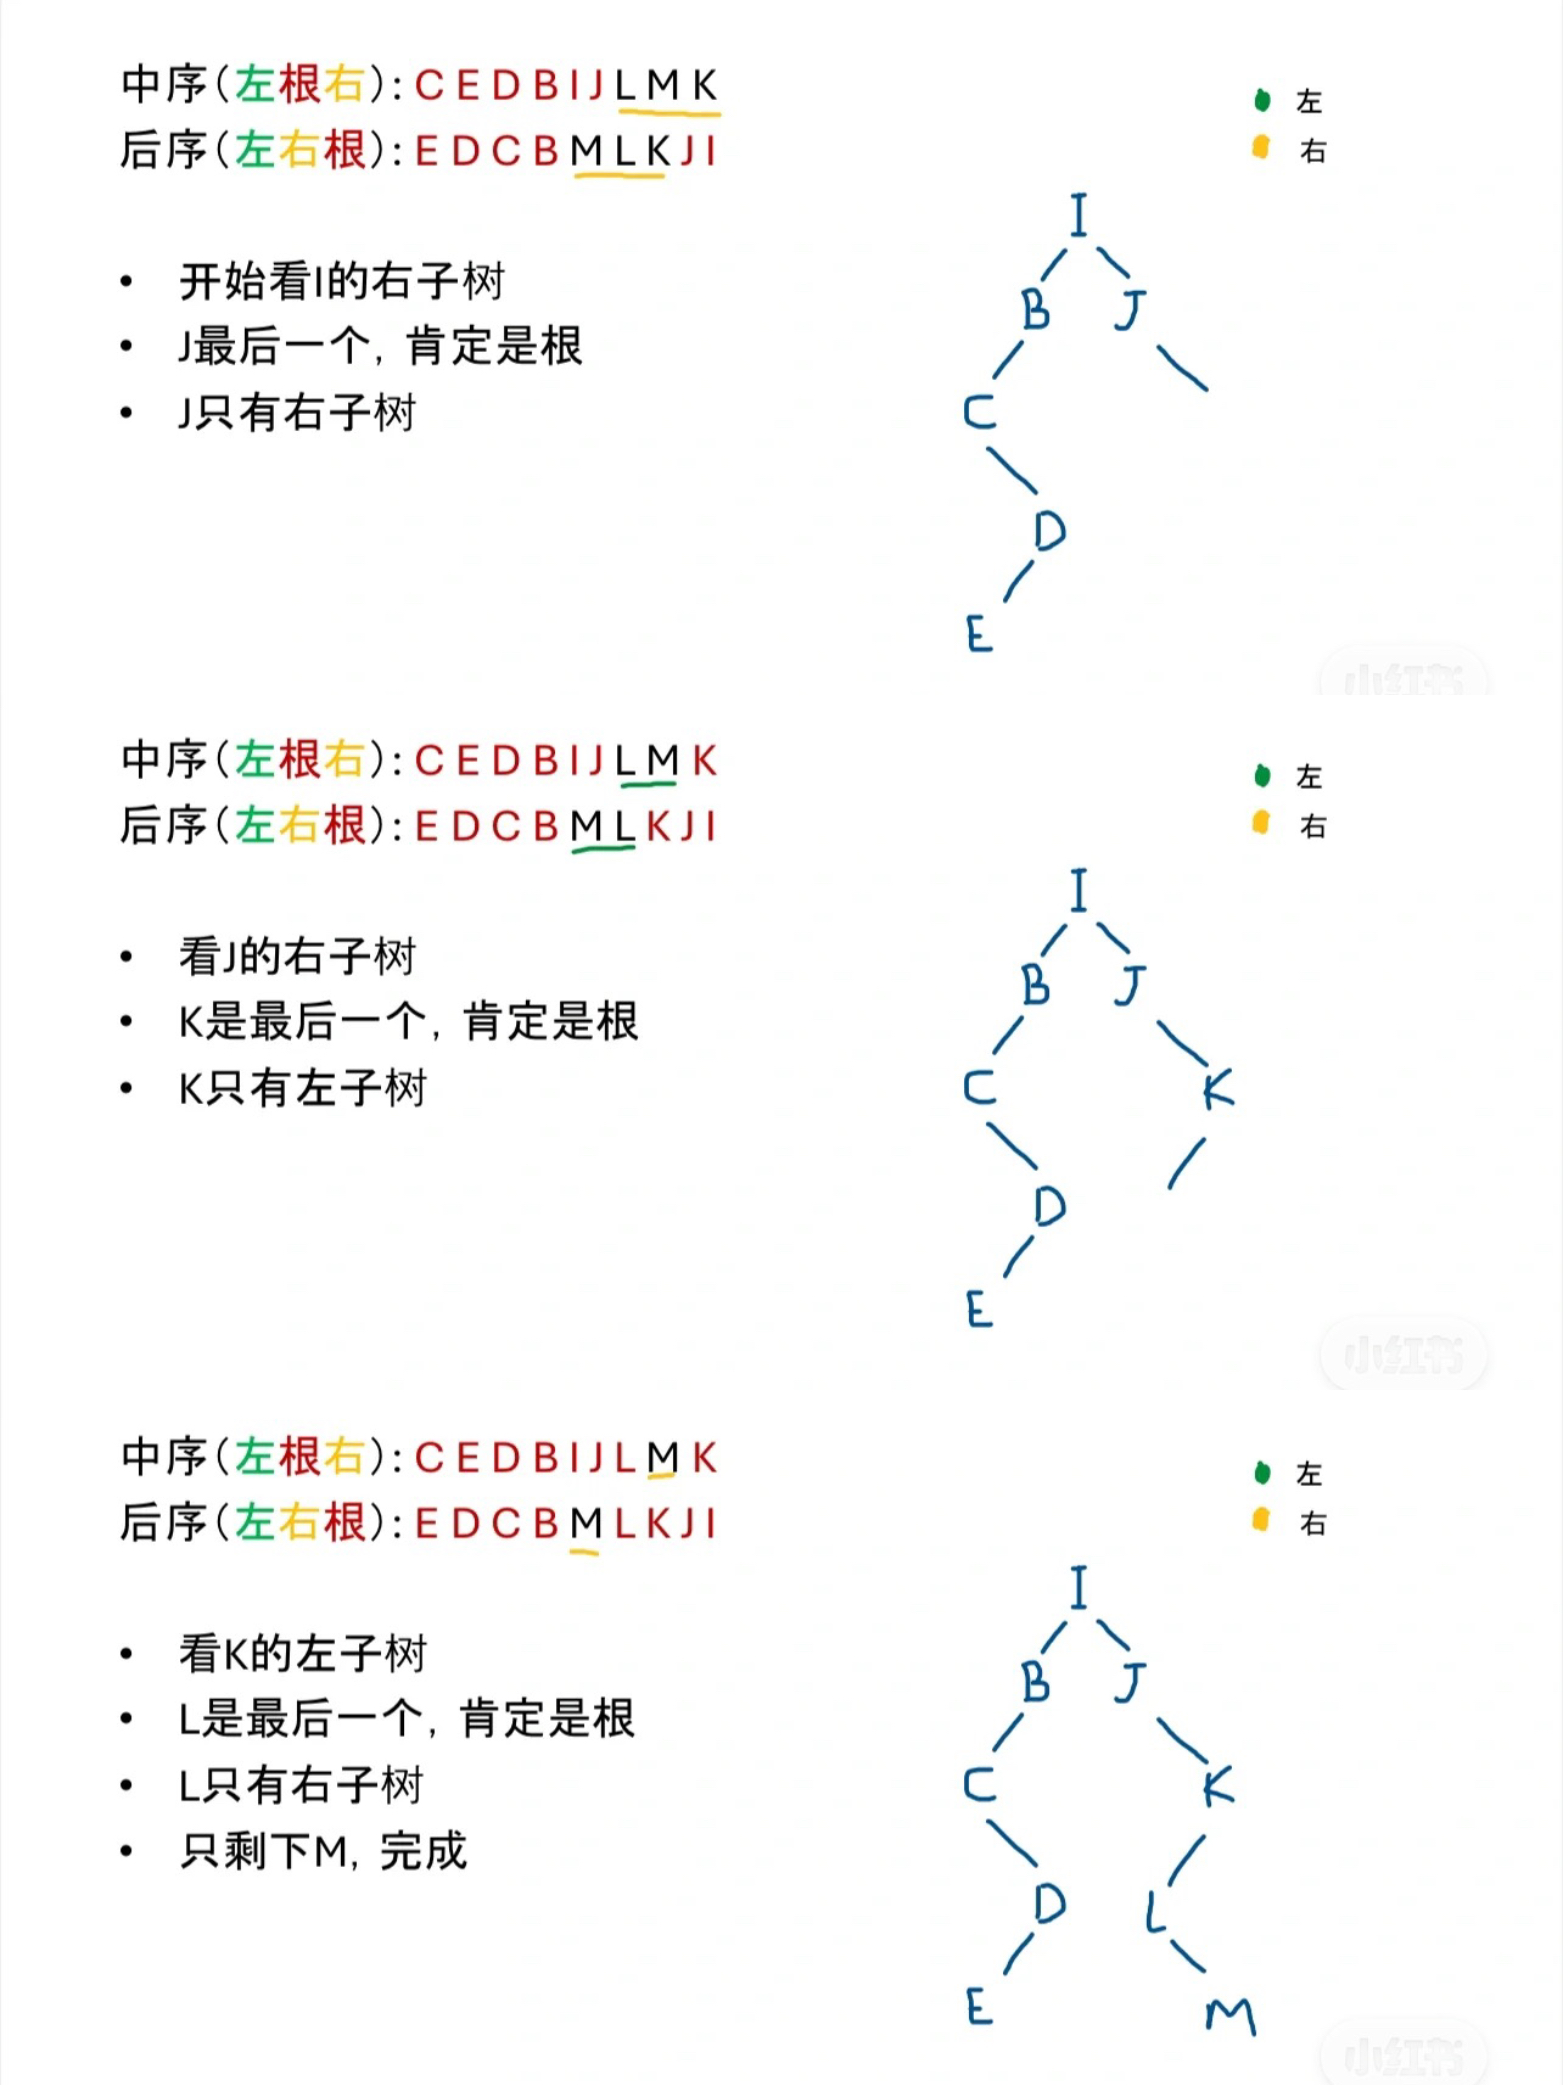 中序(左根右): C E D B I J L M K
后序(左右根): E D C B M L K J I
左
右
• 开始看I的右子树
• J最后一个, 肯定是根
• J只有右子树
I
B J
C
D
E
小红书
中序(左根右): C E D B I J L M K
后序(左右根): E D C B M L K J I
左
右
• 看J的右子树
• K是最后一个, 肯定是根
• K只有左子树
I
B J
C K
D
E
小红书
中序(左根右): C E D B I J L M K
后序(左右根): E D C B M L K J I
左
右
• 看K的左子树
• L是最后一个, 肯定是根
• L只有右子树
• 只剩下M, 完成
I
B J
C K
D L
E M
小红书